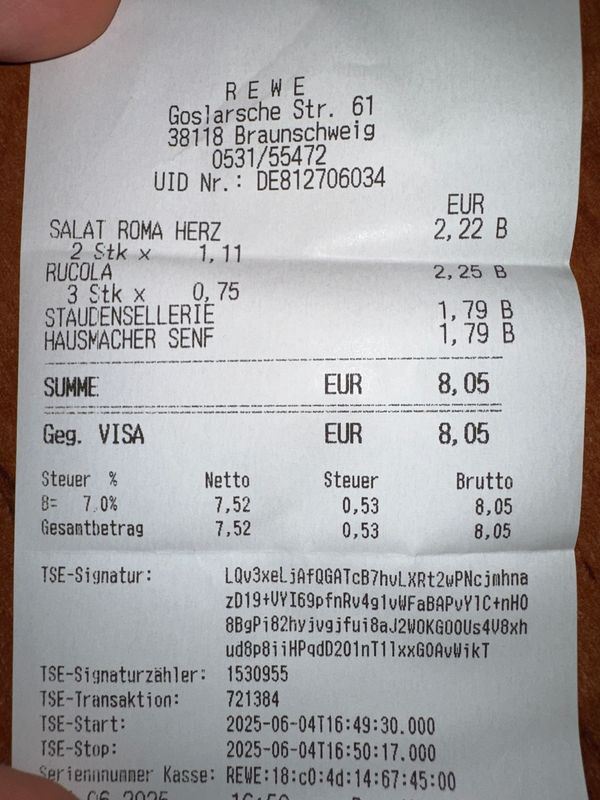 R E W E
Goslarsche Str. 61
38118 Braunschweig
0531/55472
UID Nr.: DE812706034
EUR
SALAT ROMA HERZ 2,22 B
2 Stk x 1,11
RUCOLA 2,25 B
3 Stk x 0,75
STAUDENSELLERIE 1,79 B
HAUSMACHER SENF 1,79 B
SUMME EUR 8,05
Geg. VISA EUR 8,05
Steuer % Netto Steuer Brutto
B= 7,0% 7,52 0,53 8,05
Gesamtbetrag 7,52 0,53 8,05
TSE-Signatur: LQv3xeLjAfQGATcB7hvLXRt2wPNcjmhna
zD19+VYI69pfnRv4g1vWFaBAPvYlC+nHO
8BgPi82hyjvgjfui8aJ2WOKGO0Us4V8xh
ud8p8iiHPqdD201nT1lxxGOAvWikT
TSE-Signaturzähler: 1530955
TSE-Transaktion: 721384
TSE-Start: 2025-06-04T16:49:30.000
TSE-Stop: 2025-06-04T16:50:17.000
Seriennnummer Kasse: REWE:18:c0:4d:14:67:45:00